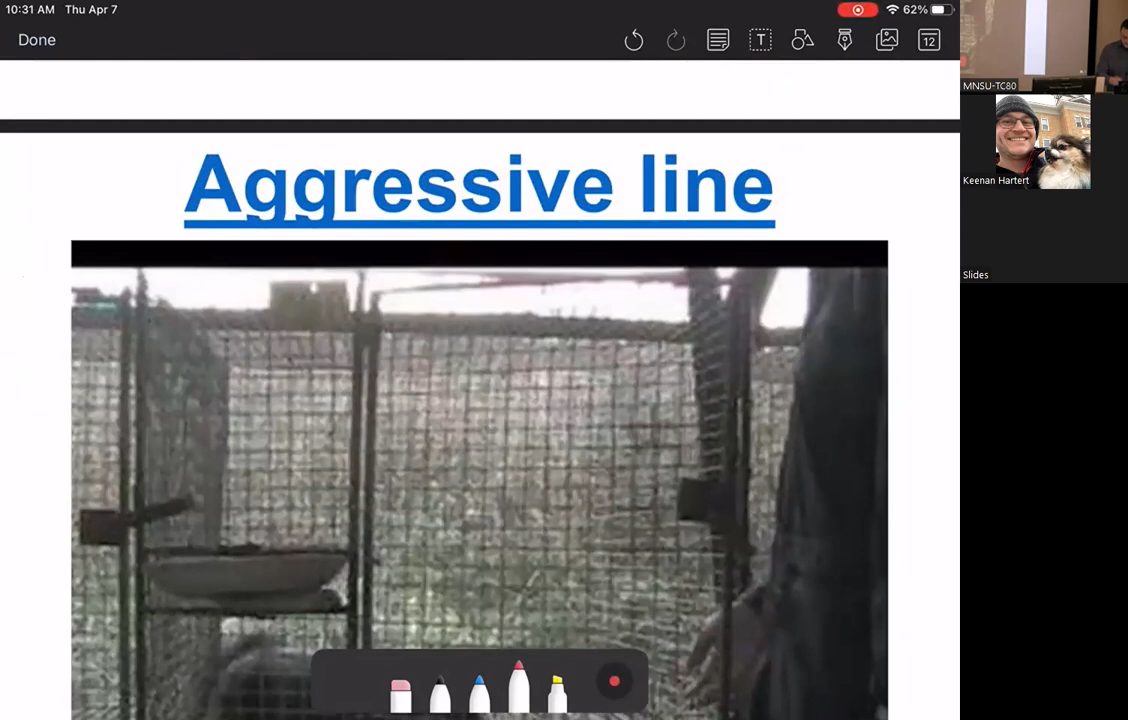 10:31 AM Thu Apr 7
62%
Done
T
12
MNSU-TC80
Aggressive line
Keenan Hartert
Slides